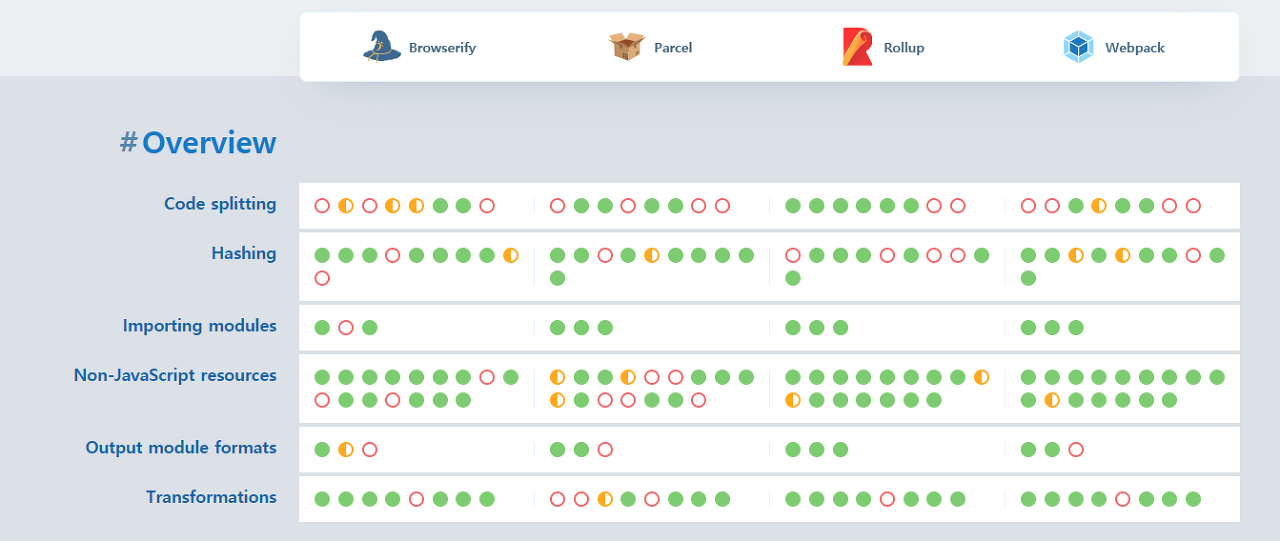 Browserify
Parcel
Rollup
Webpack
# Overview
Code splitting
Hashing
Importing modules
Non-JavaScript resources
Output module formats
Transformations